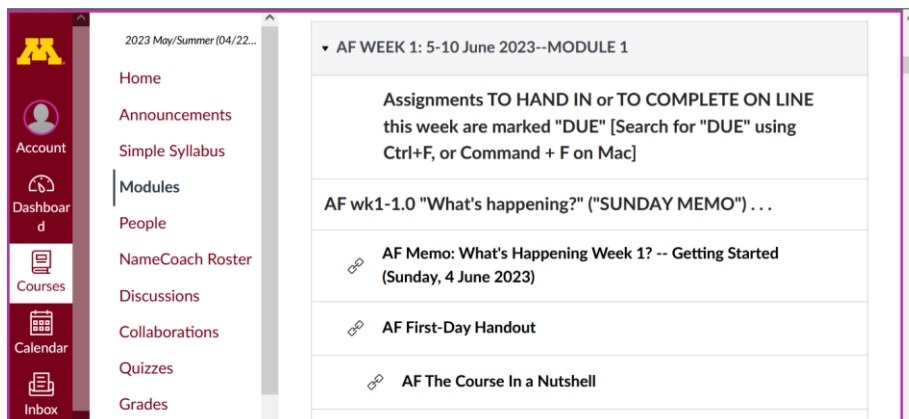 Account
Dashboar
d
Courses
Calendar
Inbox
2023 May/Summer (04/22...
Home
Announcements
Simple Syllabus
Modules
People
NameCoach Roster
Discussions
Collaborations
Quizzes
Grades
AF WEEK 1: 5-10 June 2023--MODULE 1
Assignments TO HAND IN or TO COMPLETE ON LINE
this week are marked "DUE" [Search for "DUE" using
Ctrl+F, or Command + F on Mac]
AF wk1-1.0 "What's happening?" ("SUNDAY MEMO") . . .
AF Memo: What's Happening Week 1? -- Getting Started
(Sunday, 4 June 2023)
AF First-Day Handout
AF The Course In a Nutshell